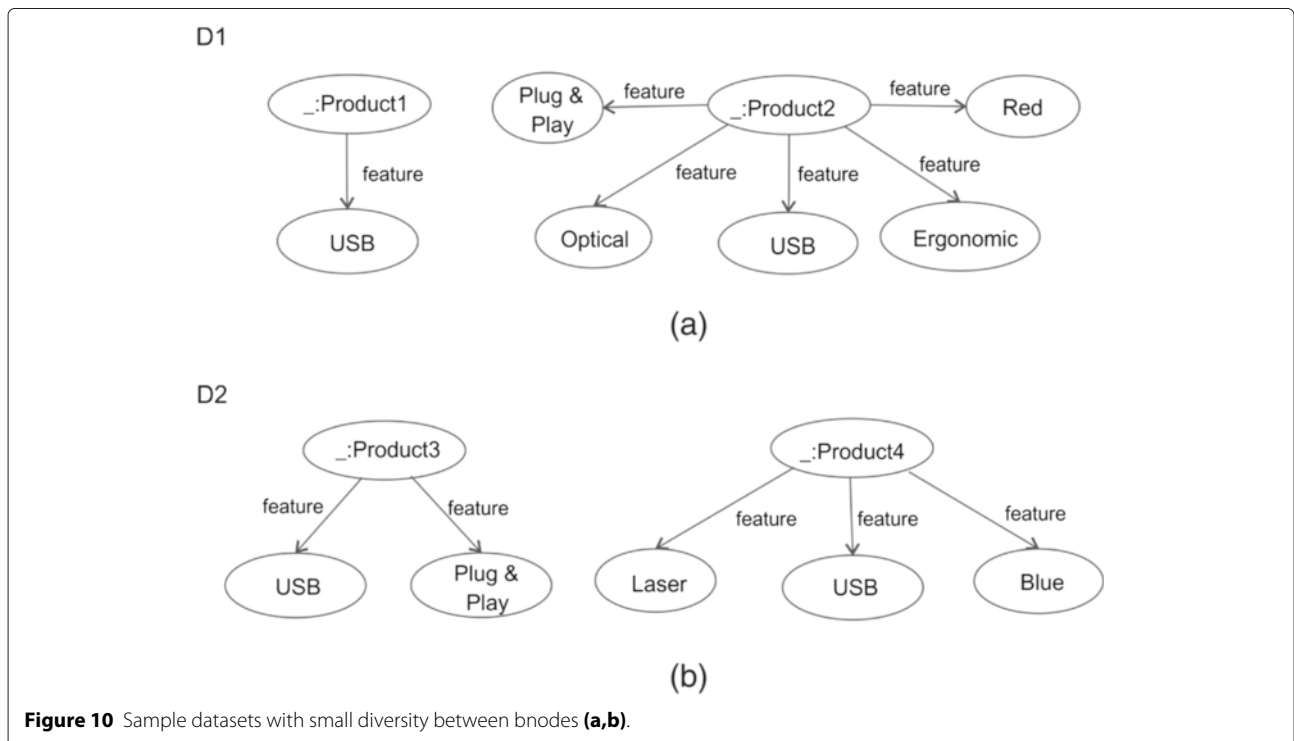 D1
_:Product1
feature
USB
Plug &
Play
feature
_:Product2
feature
Red
feature
feature
feature
Optical
USB
Ergonomic
(a)
D2
_:Product3
feature
feature
USB
Plug &
Play
_:Product4
feature
feature
feature
Laser
USB
Blue
(b)
Figure 10 Sample datasets with small diversity between bnodes (a,b).